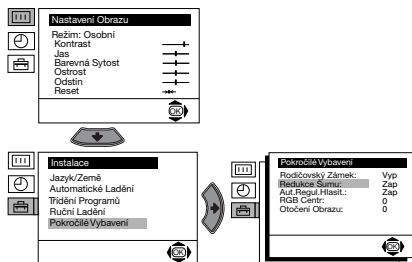 Nastavení Obrazu
Režim: Osobní
Kontrast
Jas
Barevná Sytost
Ostrost
Odstín
Reset
OK
Instalace
Jazyk/Země
Automatické Ladění
Třídění Programů
Ruční Ladění
Pokročilé Vybavení
OK
Pokročilé Vybavení
Rodičovský Zámek: Vyp
Redukce Šumu: Zap
Aut.Regul.Hlasit.: Zap
RGB Centr: 0
Otočení Obrazu: 0
OK